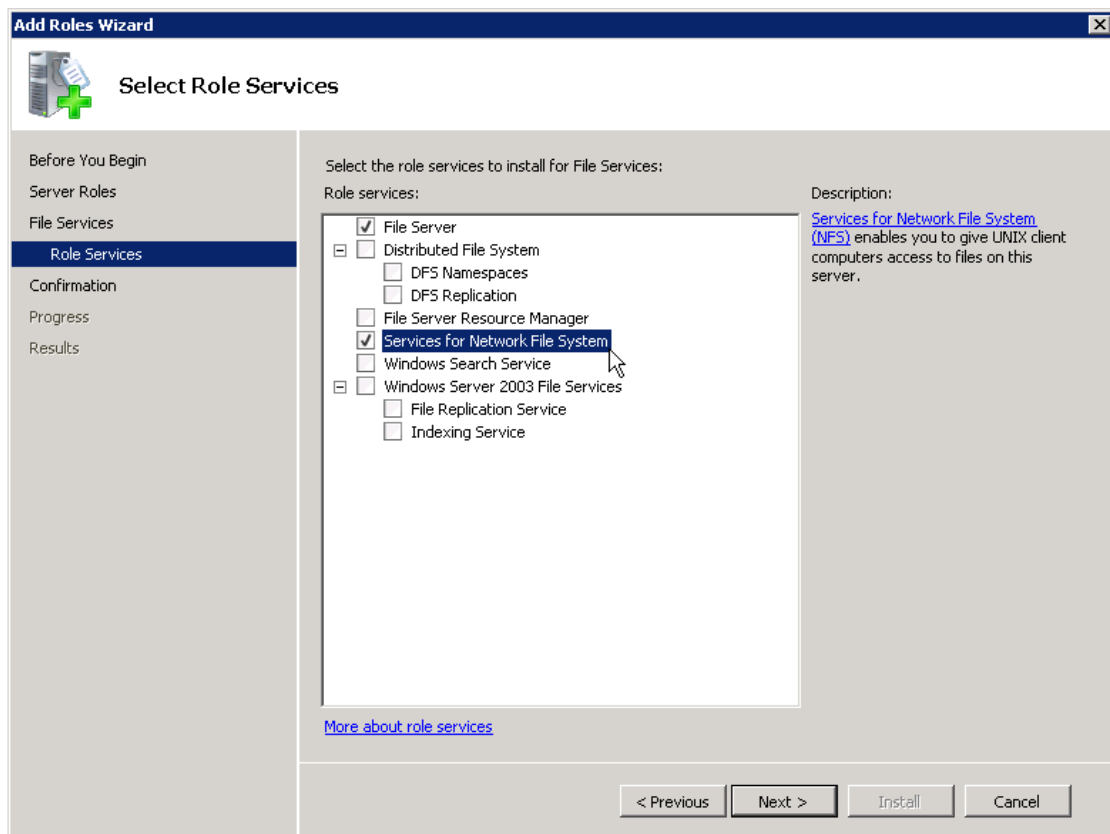 Add Roles Wizard
Select Role Services
Before You Begin
Server Roles
File Services
Role Services
Confirmation
Progress
Results
Select the role services to install for File Services:
Role services:
File Server
Distributed File System
DFS Namespaces
DFS Replication
File Server Resource Manager
Services for Network File System
Windows Search Service
Windows Server 2003 File Services
File Replication Service
Indexing Service
More about role services
Description:
Services for Network File System
(NFS) enables you to give UNIX client
computers access to files on this
server.
< Previous
Next >
Install
Cancel